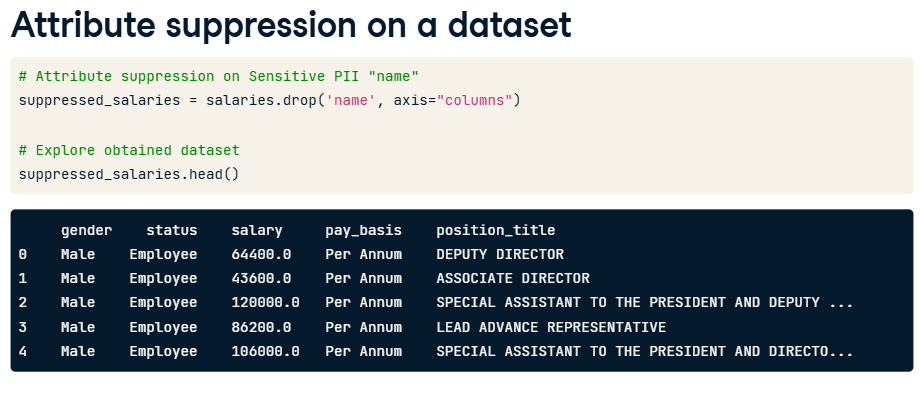 Attribute suppression on a dataset
# Attribute suppression on Sensitive PII "name"
suppressed_salaries = salaries.drop('name', axis="columns")
# Explore obtained dataset
suppressed_salaries.head()
gender status salary pay_basis position_title
0 Male Employee 64400.0 Per Annum DEPUTY DIRECTOR
1 Male Employee 43600.0 Per Annum ASSOCIATE DIRECTOR
2 Male Employee 120000.0 Per Annum SPECIAL ASSISTANT TO THE PRESIDENT AND DEPUTY ...
3 Male Employee 86200.0 Per Annum LEAD ADVANCE REPRESENTATIVE
4 Male Employee 106000.0 Per Annum SPECIAL ASSISTANT TO THE PRESIDENT AND DIRECTO...